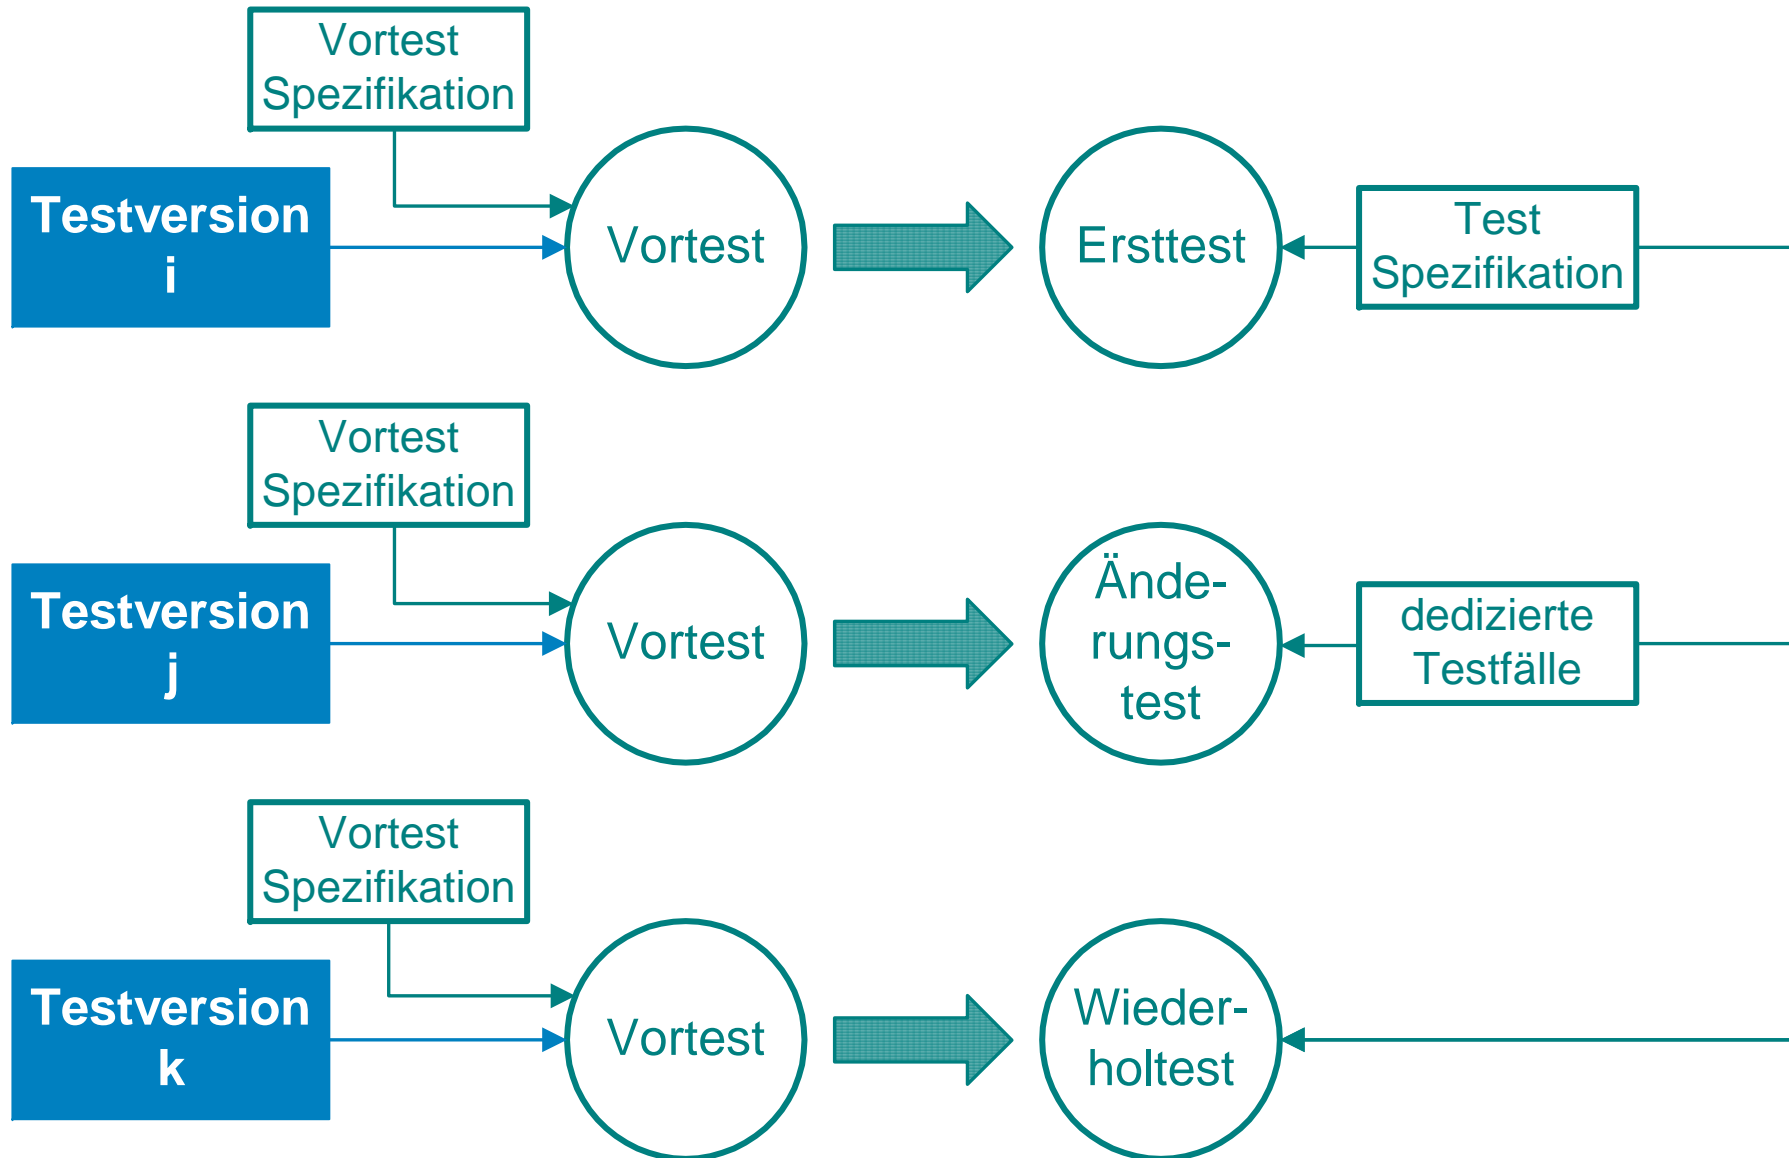 Vortest
Spezifikation
Testversion
i
Vortest
Ersttest
Test
Spezifikation
Vortest
Spezifikation
Testversion
j
Vortest
Ände-
rungs-
test
dedizierte
Testfälle
Vortest
Spezifikation
Testversion
k
Vortest
Wieder-
holtest